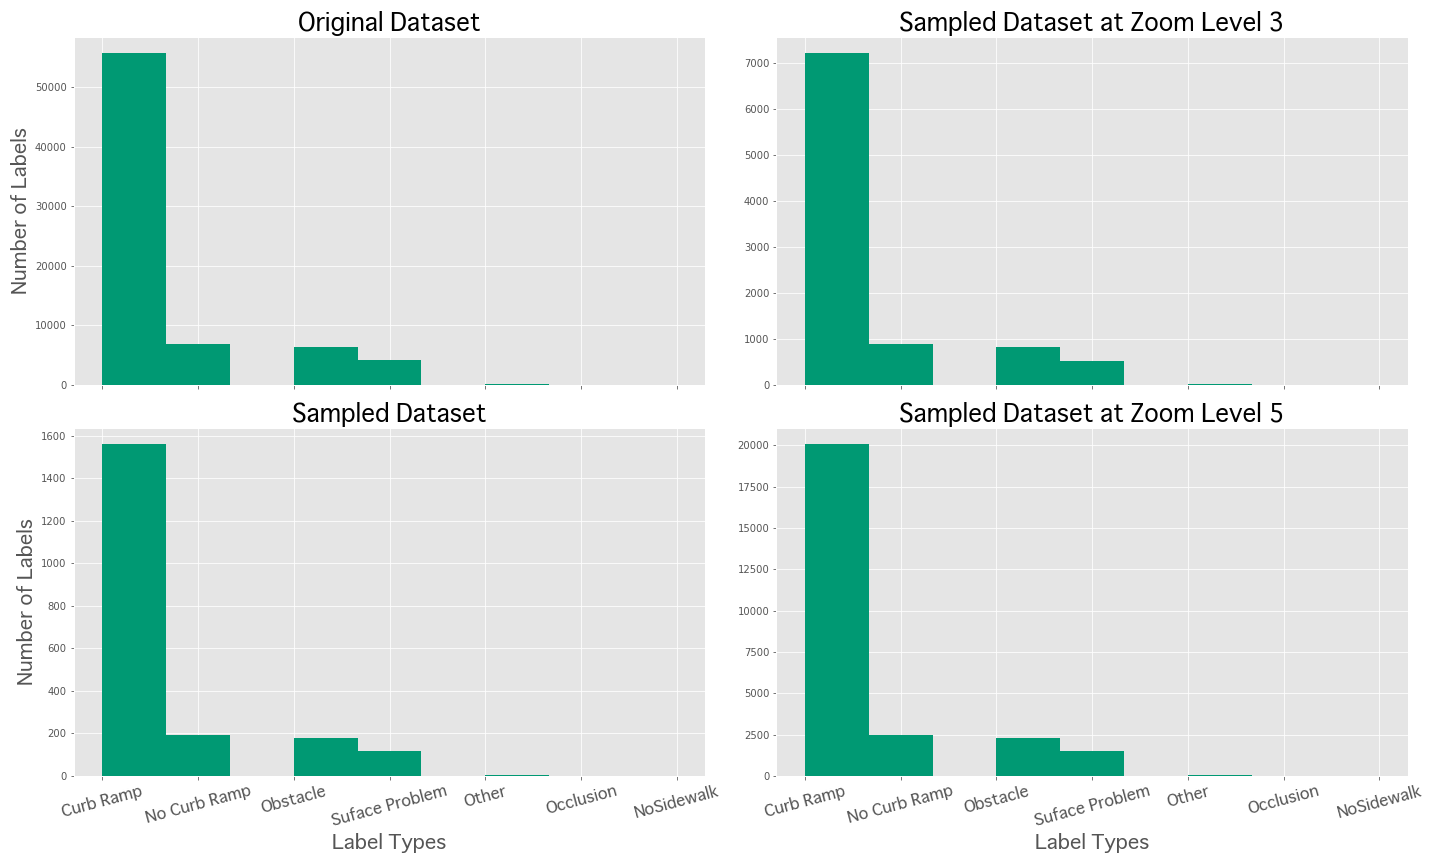 Original Dataset
Sampled Dataset at Zoom Level 3
Number of Labels
50000
40000
30000
20000
10000
0
7000
6000
5000
4000
3000
2000
1000
0
Sampled Dataset
Sampled Dataset at Zoom Level 5
Number of Labels
1600
1400
1200
1000
800
600
400
200
0
20000
17500
15000
12500
10000
7500
5000
2500
0
Curb Ramp
No Curb Ramp
Obstacle
Suface Problem
Other
Occlusion
NoSidewalk
Label Types
Curb Ramp
No Curb Ramp
Obstacle
Suface Problem
Other
Occlusion
NoSidewalk
Label Types